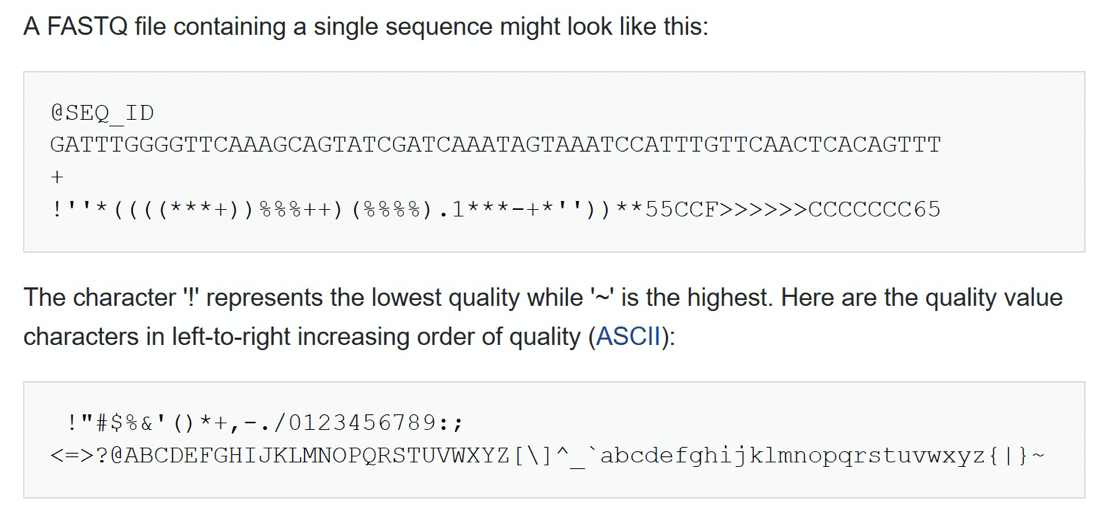 A FASTQ file containing a single sequence might look like this:
@SEQ_ID
GATTTGGGGTTCAAAGCAGTATCGATCAAATAGTAAATCCATTTGTTCAACTCACAGTTT
+
!''*((((***+))%%%++)(%%%%).1***-+*''))**55CCF>>>>>>CCCCCCC65
The character '!' represents the lowest quality while '~' is the highest. Here are the quality value
characters in left-to-right increasing order of quality (ASCII):
!"#$%&'()*+,-./0123456789:;
<=>?@ABCDEFGHIJKLMNOPQRSTUVWXYZ[\]^_`abcdefghijklmnopqrstuvwxyz{|}~